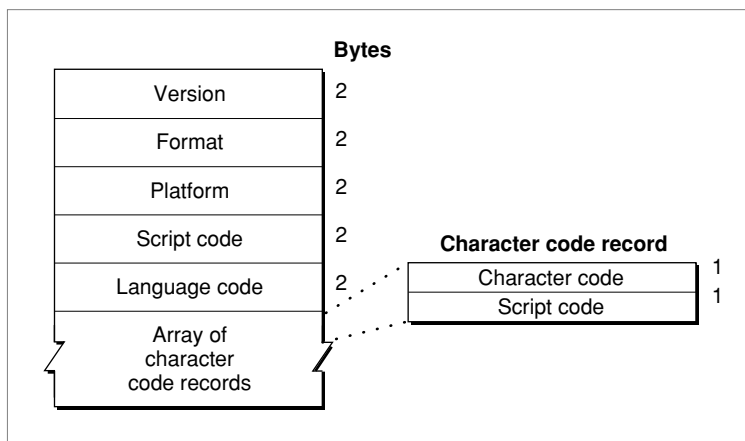 Bytes
Version 2
Format 2
Platform 2
Script code 2
Language code 2
Array of
character
code records
Character code record
Character code 1
Script code 1